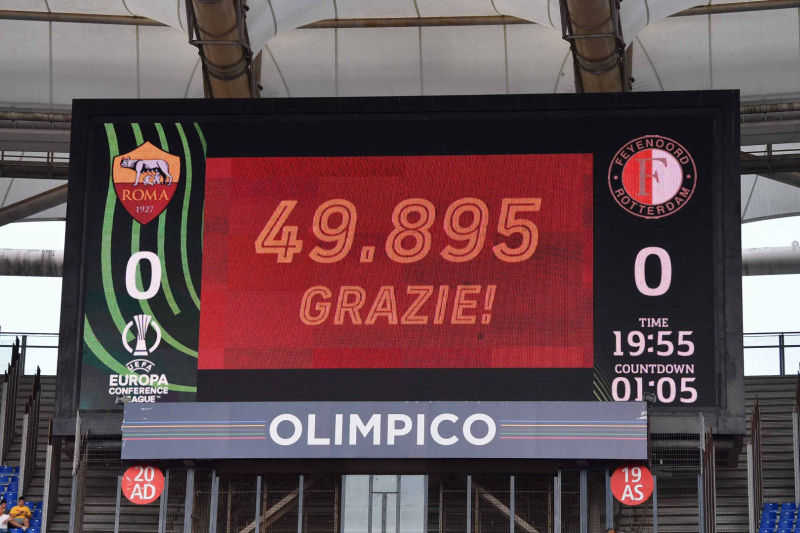 ROMA
1927
0
UEFA
EUROPA
CONFERENCE
LEAGUE™
49.895
GRAZIE!
FEYENOORD
ROTTERDAM
F
0
TIME
19:55
COUNTDOWN
01:05
OLIMPICO
20
AD
19
AS